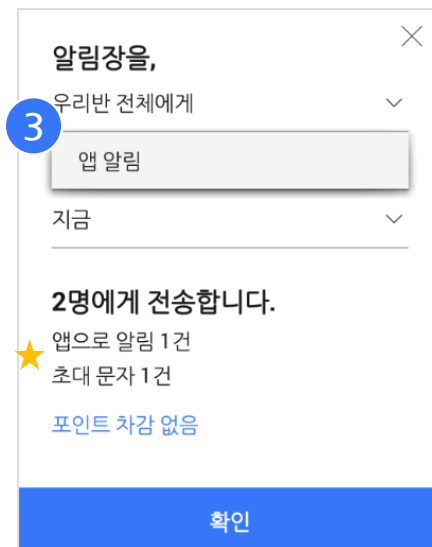 알림장을,
우리반 전체에게
3
앱 알림
지금
2명에게 전송합니다.
앱으로 알림 1건
초대 문자 1건
포인트 차감 없음
확인